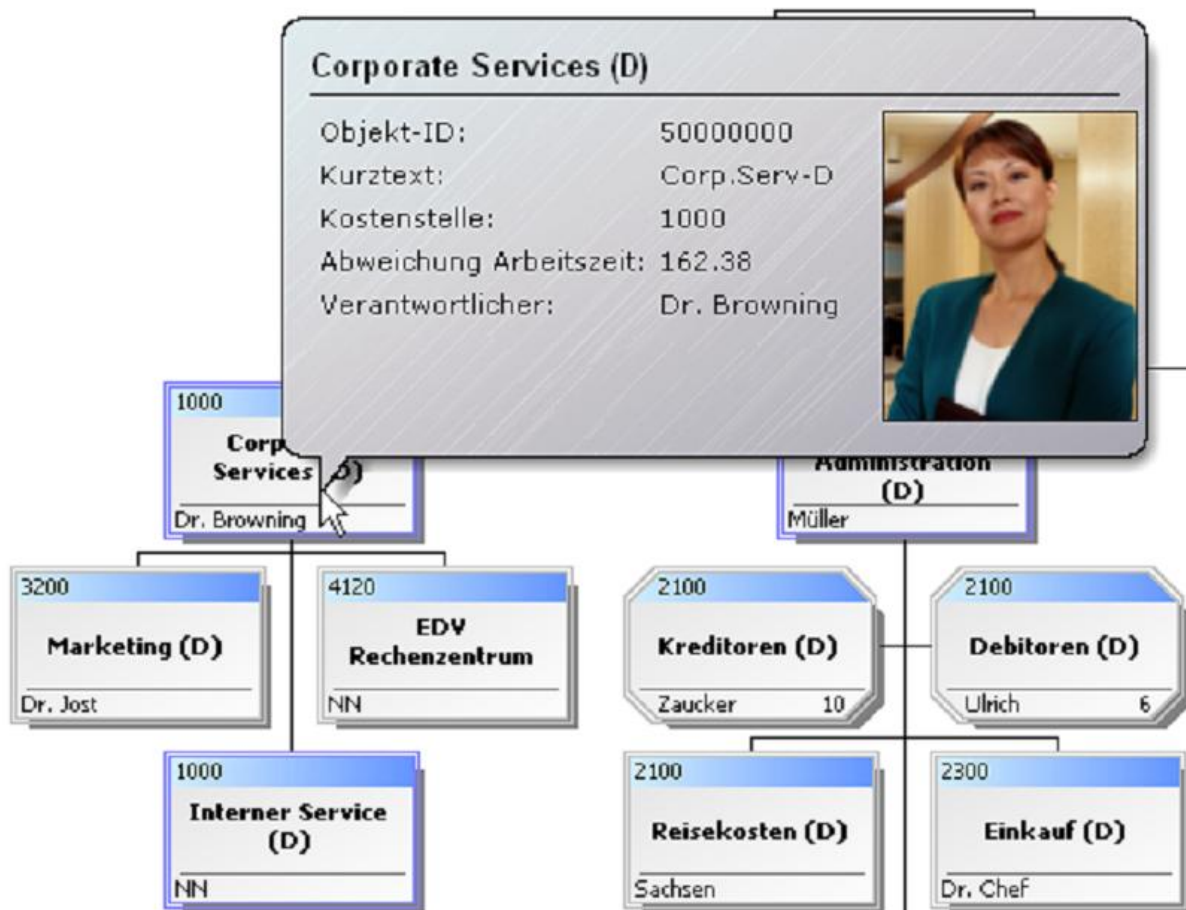 Corporate Services (D)
Objekt-ID: 50000000
Kurztext: Corp.Serv-D
Kostenstelle: 1000
Abweichung Arbeitszeit: 162.38
Verantwortlicher: Dr. Browning
1000
Services (D)
Dr. Browning
Administration
(D)
Müller
3200
Marketing (D)
Dr. Jost
4120
EDV
Rechenzentrum
NN
2100
Kreditoren (D)
Zaucker 10
2100
Debitoren (D)
Ulrich 6
1000
Interner Service
(D)
NN
2100
Reisekosten (D)
Sachsen
2300
Einkauf (D)
Dr. Chef